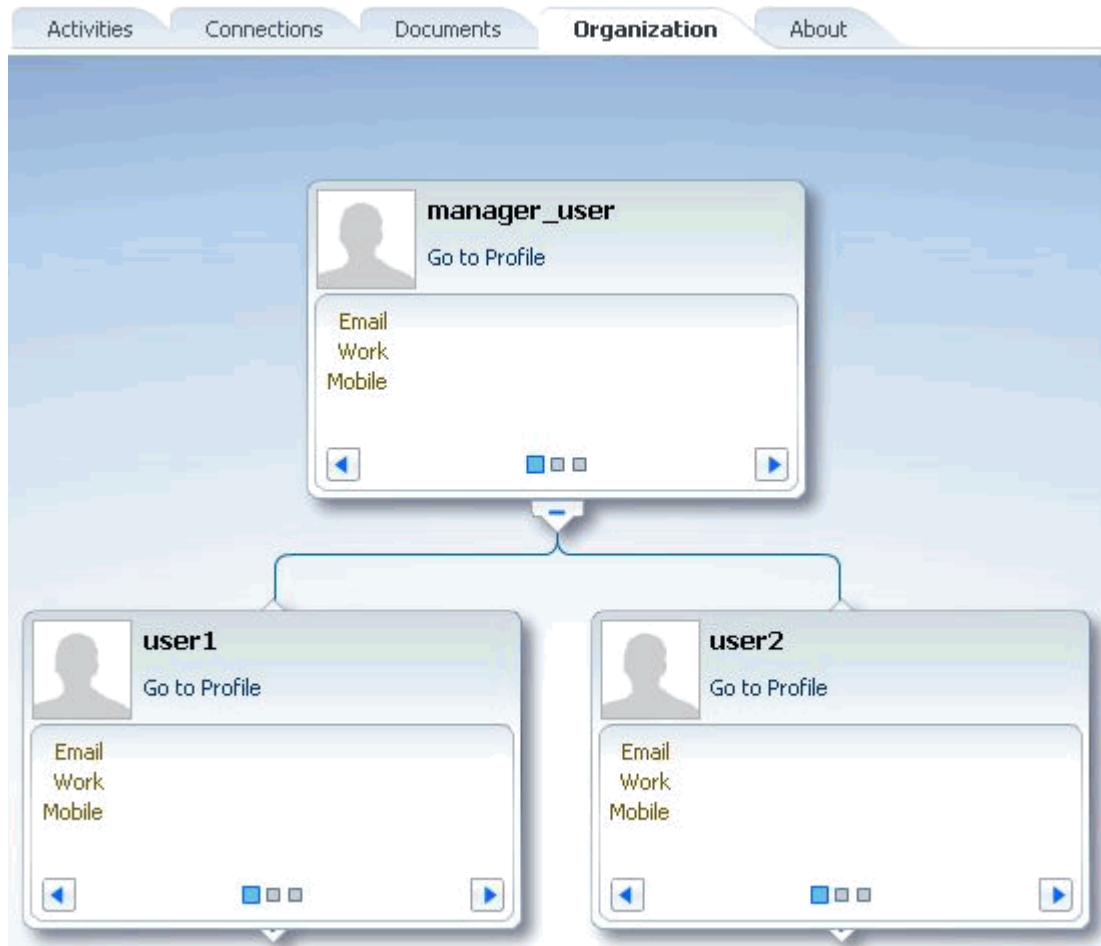 Activities Connections Documents Organization About
manager_user
Go to Profile
Email
Work
Mobile
user1
Go to Profile
Email
Work
Mobile
user2
Go to Profile
Email
Work
Mobile